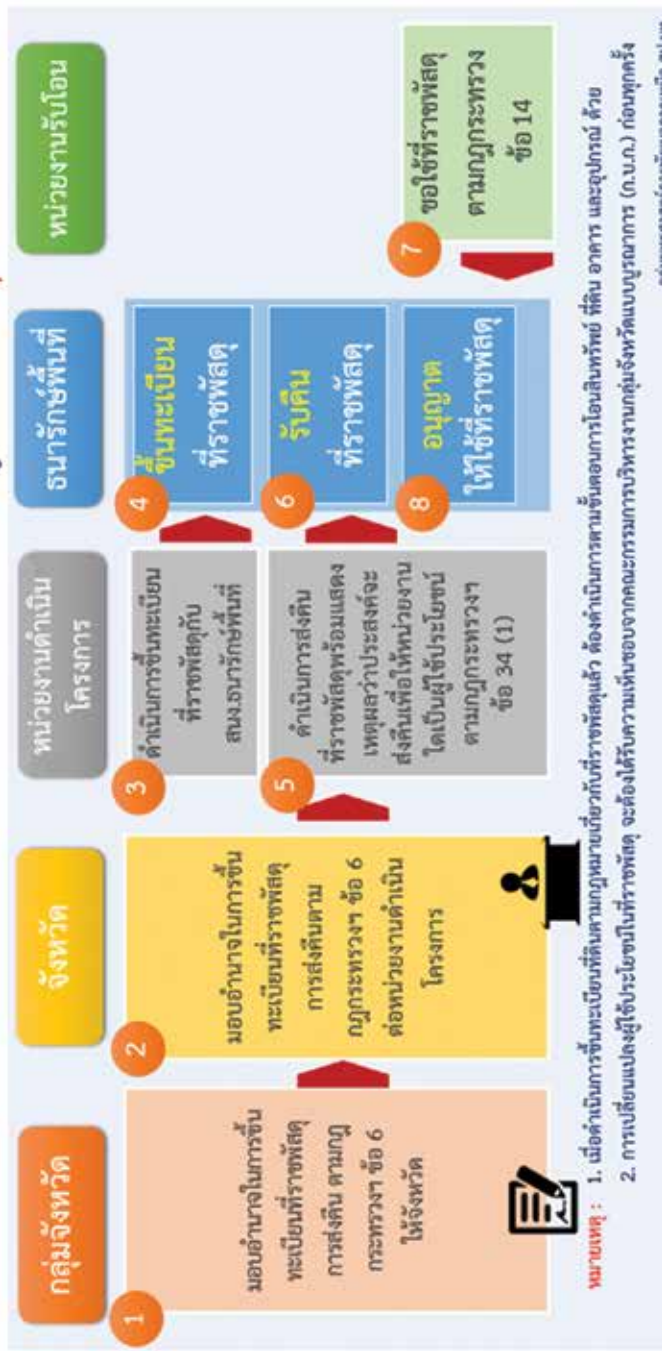 กลุ่มจังหวัด
จังหวัด
หน่วยงานดำเนิน
โครงการ
ธนารักษ์พื้นที่
หน่วยงานรับโอน
1
มอบอำนาจในการขึ้น
ทะเบียนที่ราชพัสดุ
การส่งคืน ตามกฎ
กระทรวงฯ ข้อ 6
ให้จังหวัด
2
มอบอำนาจในการขึ้น
ทะเบียนที่ราชพัสดุ
การส่งคืนตาม
กฎกระทรวงฯ ข้อ 6
ต่อหน่วยงานดำเนิน
โครงการ
3
ดำเนินการขึ้นทะเบียน
ที่ราชพัสดุกับ
สนง.ธนารักษ์พื้นที่
4
ขึ้นทะเบียน
ที่ราชพัสดุ
5
ดำเนินการส่งคืน
ที่ราชพัสดุพร้อมแสดง
เหตุผลว่าประสงค์จะ
ส่งคืนเพื่อให้หน่วยงาน
ใดเป็นผู้ใช้ประโยชน์
ตามกฎกระทรวงฯ
ข้อ 34 (1)
6
รับคืน
ที่ราชพัสดุ
7
ขอใช้ที่ราชพัสดุ
ตามกฎกระทรวง
ข้อ 14
8
อนุญาต
ให้ใช้ที่ราชพัสดุ
หมายเหตุ : 1. เมื่อดำเนินการขึ้นทะเบียนที่ดินตามกฎหมายเกี่ยวกับที่ราชพัสดุแล้ว ต้องดำเนินการตามขั้นตอนการโอนสินทรัพย์ ที่ดิน อาคาร และอุปกรณ์ ด้วย
2. การเปลี่ยนแปลงผู้ใช้ประโยชน์ในที่ราชพัสดุ จะต้องได้รับความเห็นชอบจากคณะกรรมการบริหารงานกลุ่มจังหวัดแบบบูรณาการ (ก.บ.ก.) ก่อนทุกครั้ง